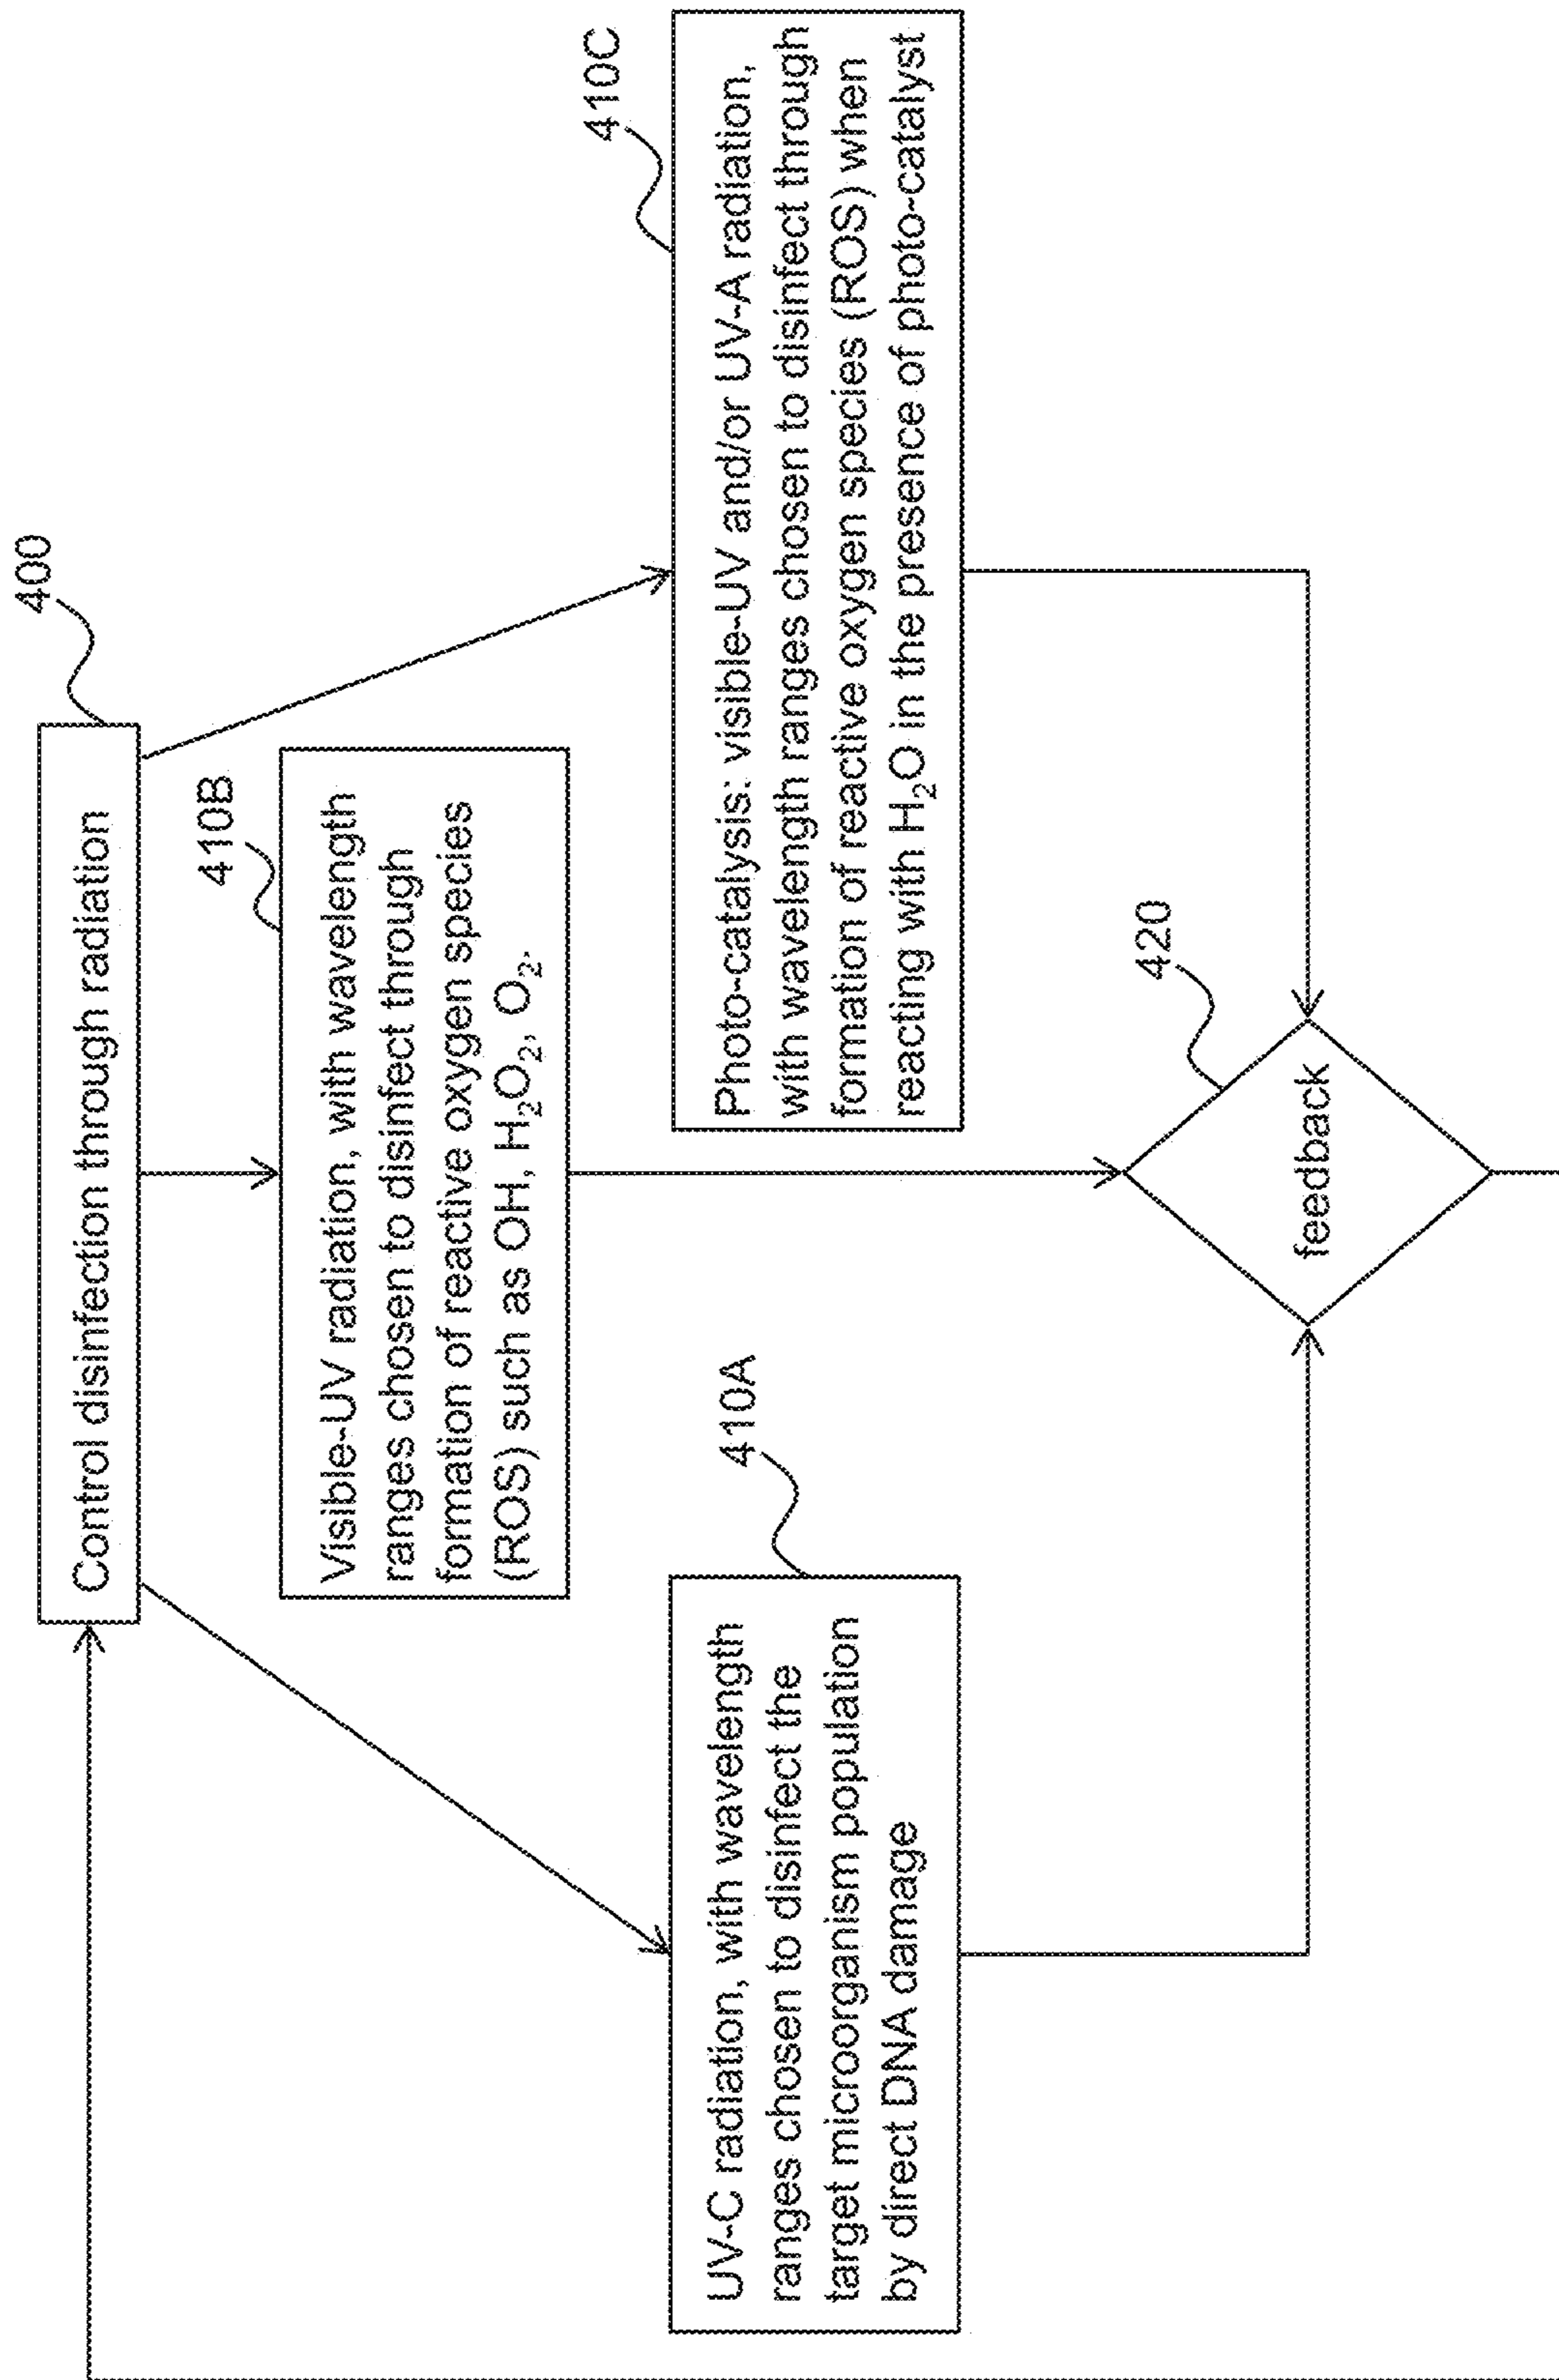 400
Control disinfection through radiation
410B
Visible-UV radiation, with wavelength
ranges chosen to disinfect through
formation of reactive oxygen species
(ROS) such as OH, H₂O₂, O₂.
410A
UV-C radiation, with wavelength
ranges chosen to disinfect the
target microorganism population
by direct DNA damage
410C
Photo-catalysis: visible-UV and/or UV-A radiation,
with wavelength ranges chosen to disinfect through
formation of reactive oxygen species (ROS) when
reacting with H₂O in the presence of photo-catalyst
420
feedback